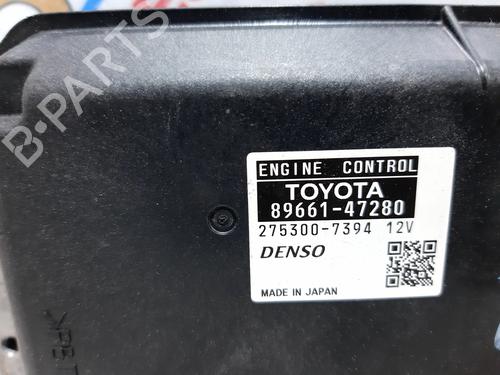 B-PARTS
ENGINE CONTROL
TOYOTA
89661-47280
275300-7394 12V
DENSO
MADE IN JAPAN